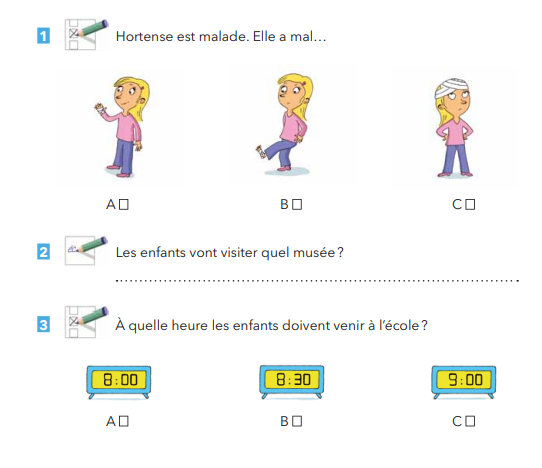 1 Hortense est malade. Elle a mal…
A □ B □ C □
2 Les enfants vont visiter quel musée ?
3 À quelle heure les enfants doivent venir à l'école ?
8:00 8:30 9:00
A □ B □ C □